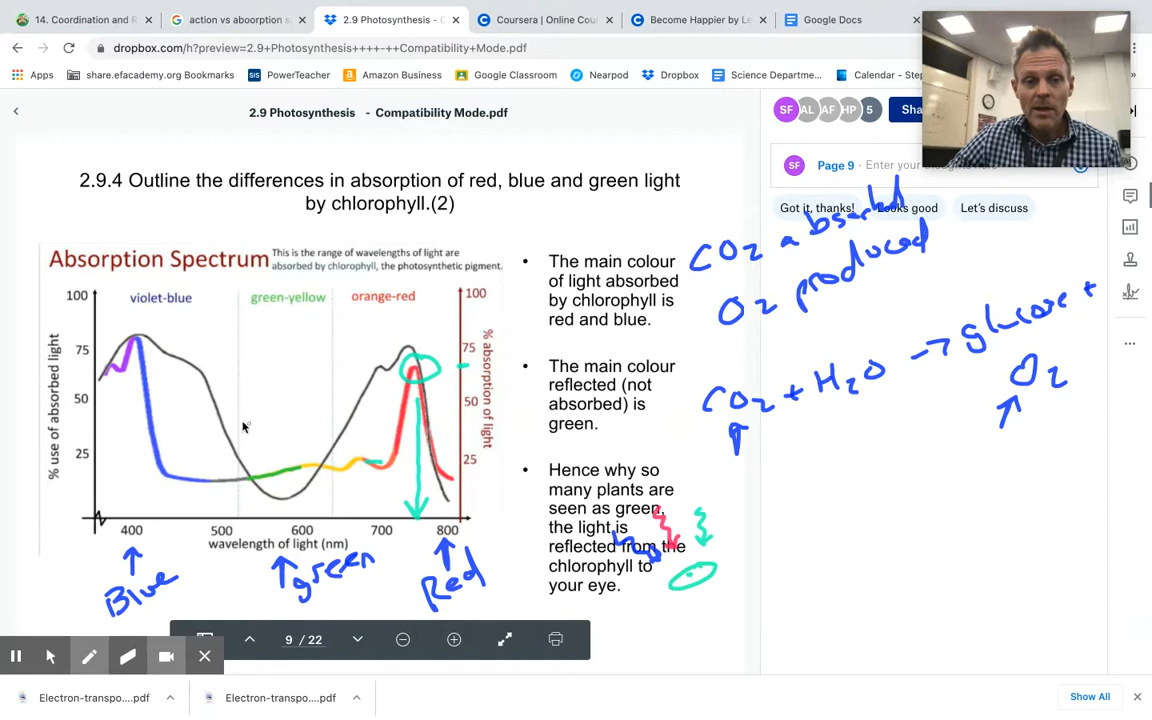 14. Coordination and R
action vs aboorption s
2.9 Photosynthesis -
Coursera | Online Cou
Become Happier by Le
Google Docs
dropbox.com/h?preview=2.9+Photosynthesis++++-++Compatibility+Mode.pdf
Apps
share.efacademy.org Bookmarks
PowerTeacher
Amazon Business
Google Classroom
Nearpod
Dropbox
Science Departme...
Calendar - Step
2.9 Photosynthesis - Compatibility Mode.pdf
SF AL AF HP 5 Sha
SF Page 9 Enter your
Got it, thanks! Looks good Let's discuss
2.9.4 Outline the differences in absorption of red, blue and green light
by chlorophyll.(2)
Absorption Spectrum
This is the range of wavelengths of light are
absorbed by chlorophyll, the photosynthetic pigment.
violet-blue green-yellow orange-red
100
75
50
25
% use of absorbed light
100
75
50
25
% absorption of light
400 500 600 700 800
wavelength of light (nm)
Blue
green
Red
• The main colour
of light absorbed
by chlorophyll is
red and blue.
• The main colour
reflected (not
absorbed) is
green.
• Hence why so
many plants are
seen as green,
the light is
reflected from the
chlorophyll to
your eye.
CO2 absorbed
O2 produced
CO2 + H2O → glucose +
O2
9 / 22
Electron-transpo....pdf
Electron-transpo....pdf
Show All